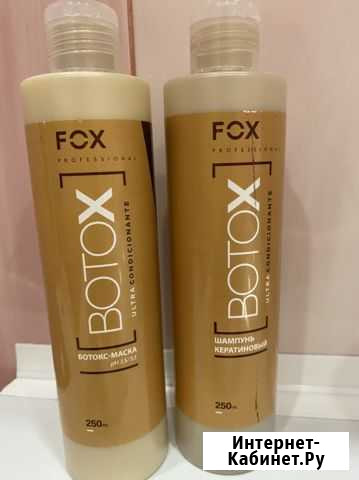 FOX
PROFESSIONAL
[BOTOX]
ULTRA CONDICIONANTE
БОТОКС-МАСКА
250
FOX
PROFESSIONAL
[BOTOX]
ULTRA CONDICIONANTE
ШАМПУНЬ
КЕРАТИНОВЫЙ
250
Интернет-
Кабинет.Ру